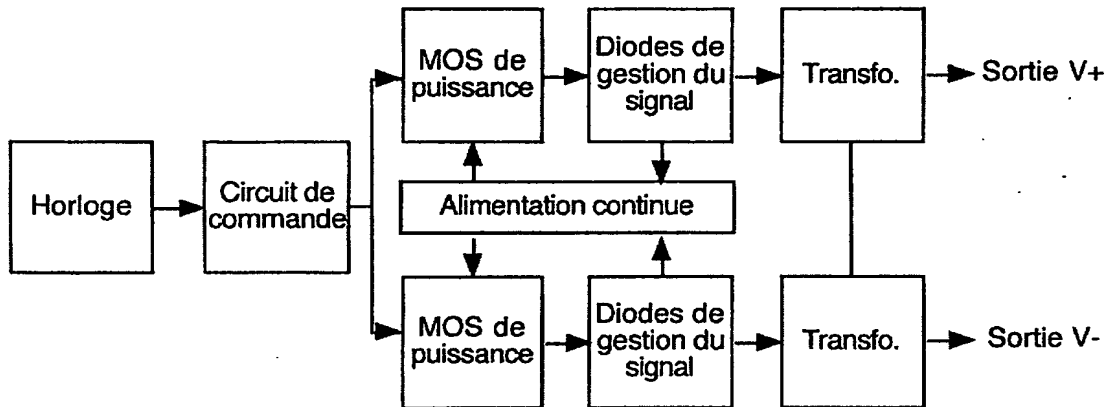 MOS de
puissance
Diodes de
gestion du
signal
Transfo.
Sortie V+
Horloge
Circuit de
commande
Alimentation continue
MOS de
puissance
Diodes de
gestion du
signal
Transfo.
Sortie V-